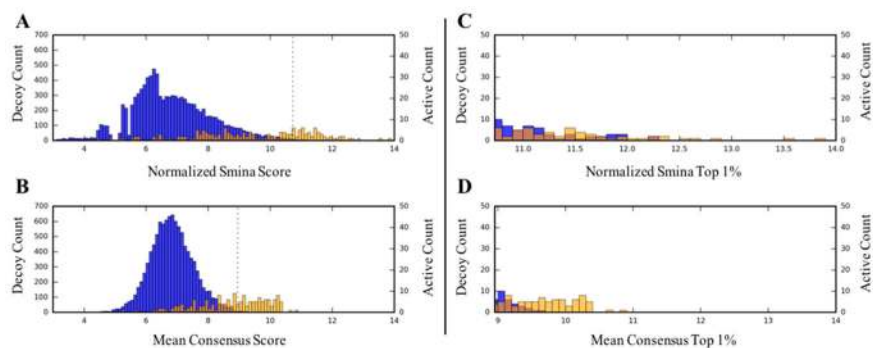 A
Decoy Count
700
600
500
400
300
200
100
0
4 6 8 10 12 14
50
40
30
20
10
0
Active Count
Normalized Smina Score
C
Decoy Count
50
40
30
20
10
0
11.0 11.5 12.0 12.5 13.0 13.5 14.0
50
40
30
20
10
0
Active Count
Normalized Smina Top 1%
B
Decoy Count
700
600
500
400
300
200
100
0
4 6 8 10 12 14
50
40
30
20
10
0
Active Count
Mean Consensus Score
D
Decoy Count
50
40
30
20
10
0
9 10 11 12 13 14
50
40
30
20
10
0
Active Count
Mean Consensus Top 1%